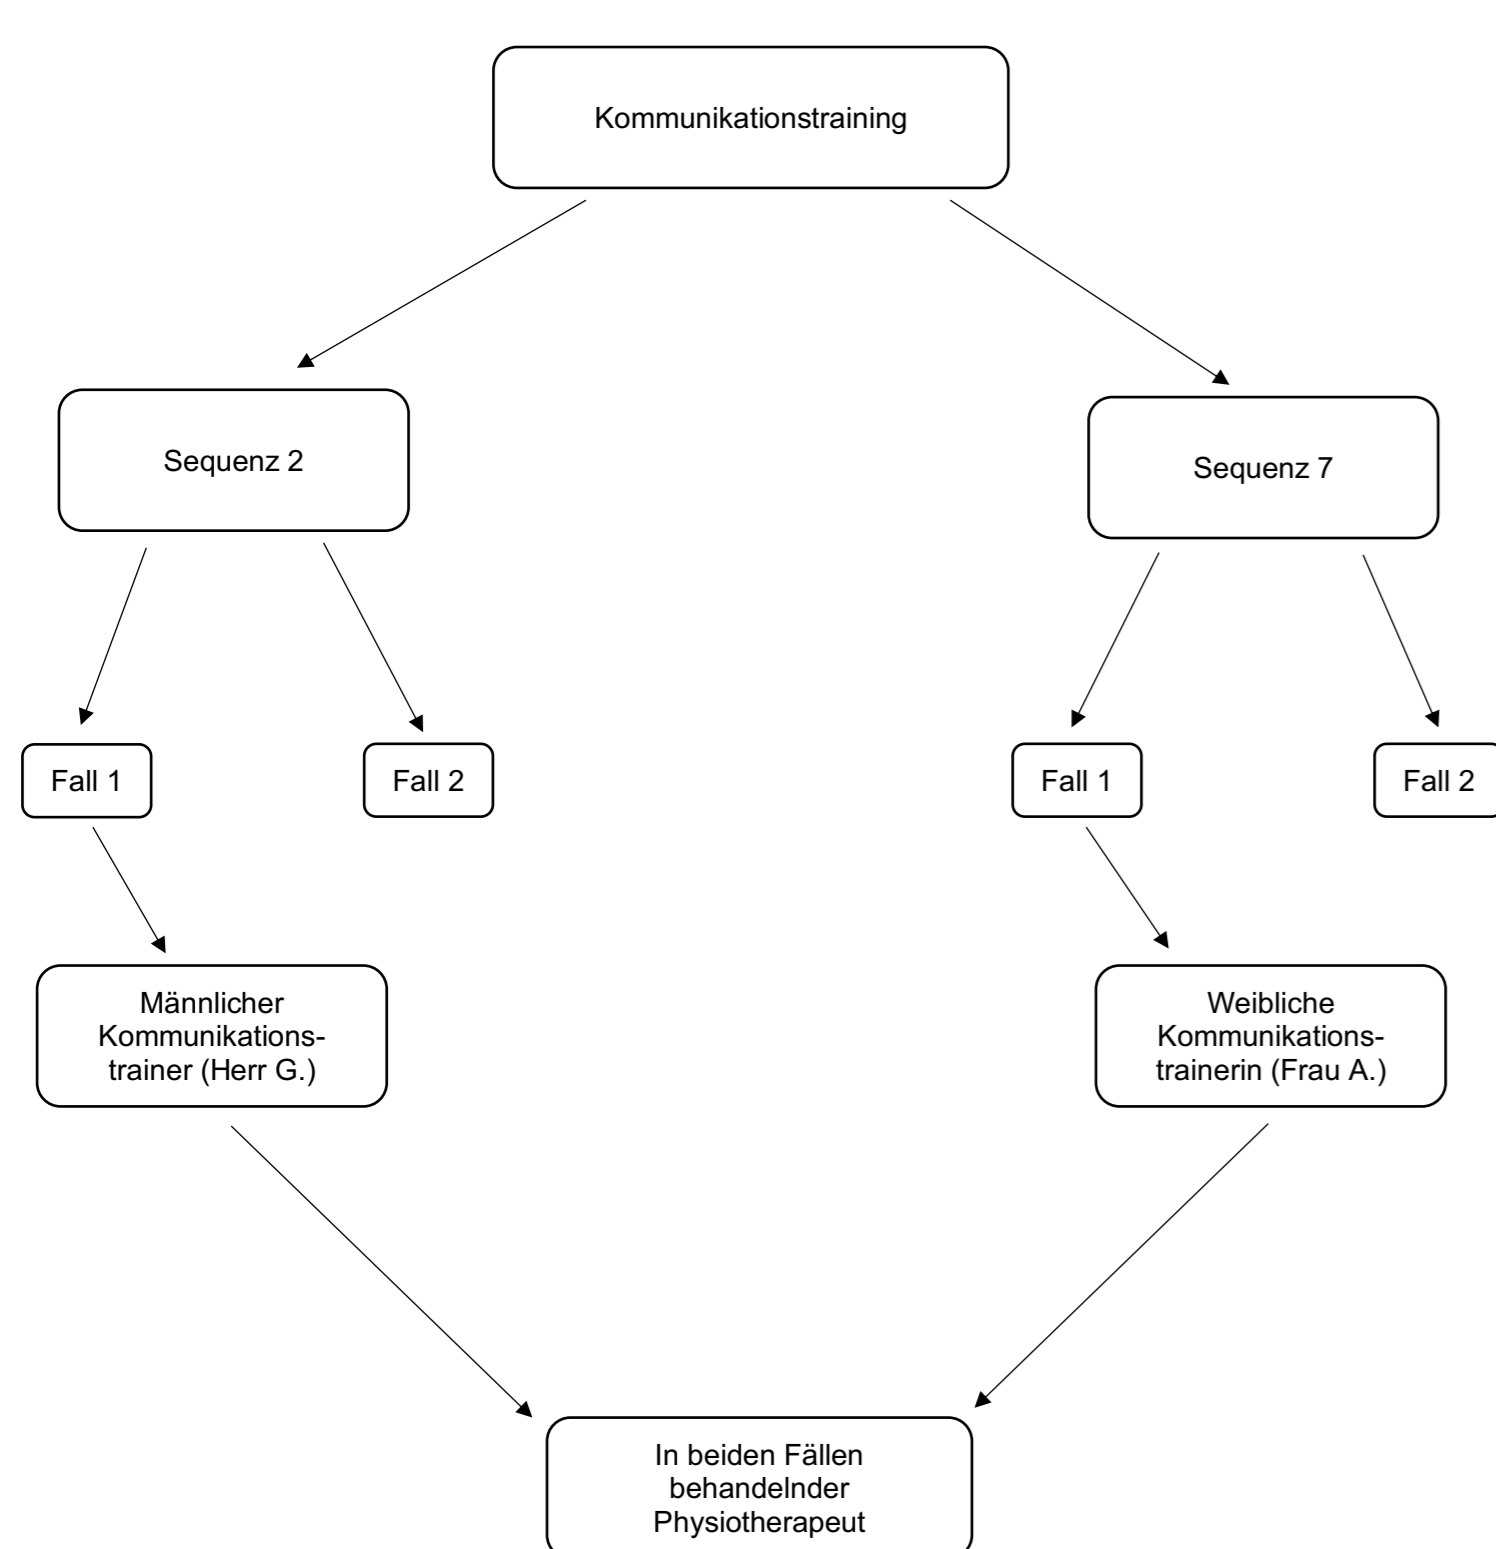 Kommunikationstraining
Sequenz 2
Sequenz 7
Fall 1
Fall 2
Fall 1
Fall 2
Männlicher
Kommunikations-
trainer (Herr G.)
Weibliche
Kommunikations-
trainerin (Frau A.)
In beiden Fällen
behandelnder
Physiotherapeut